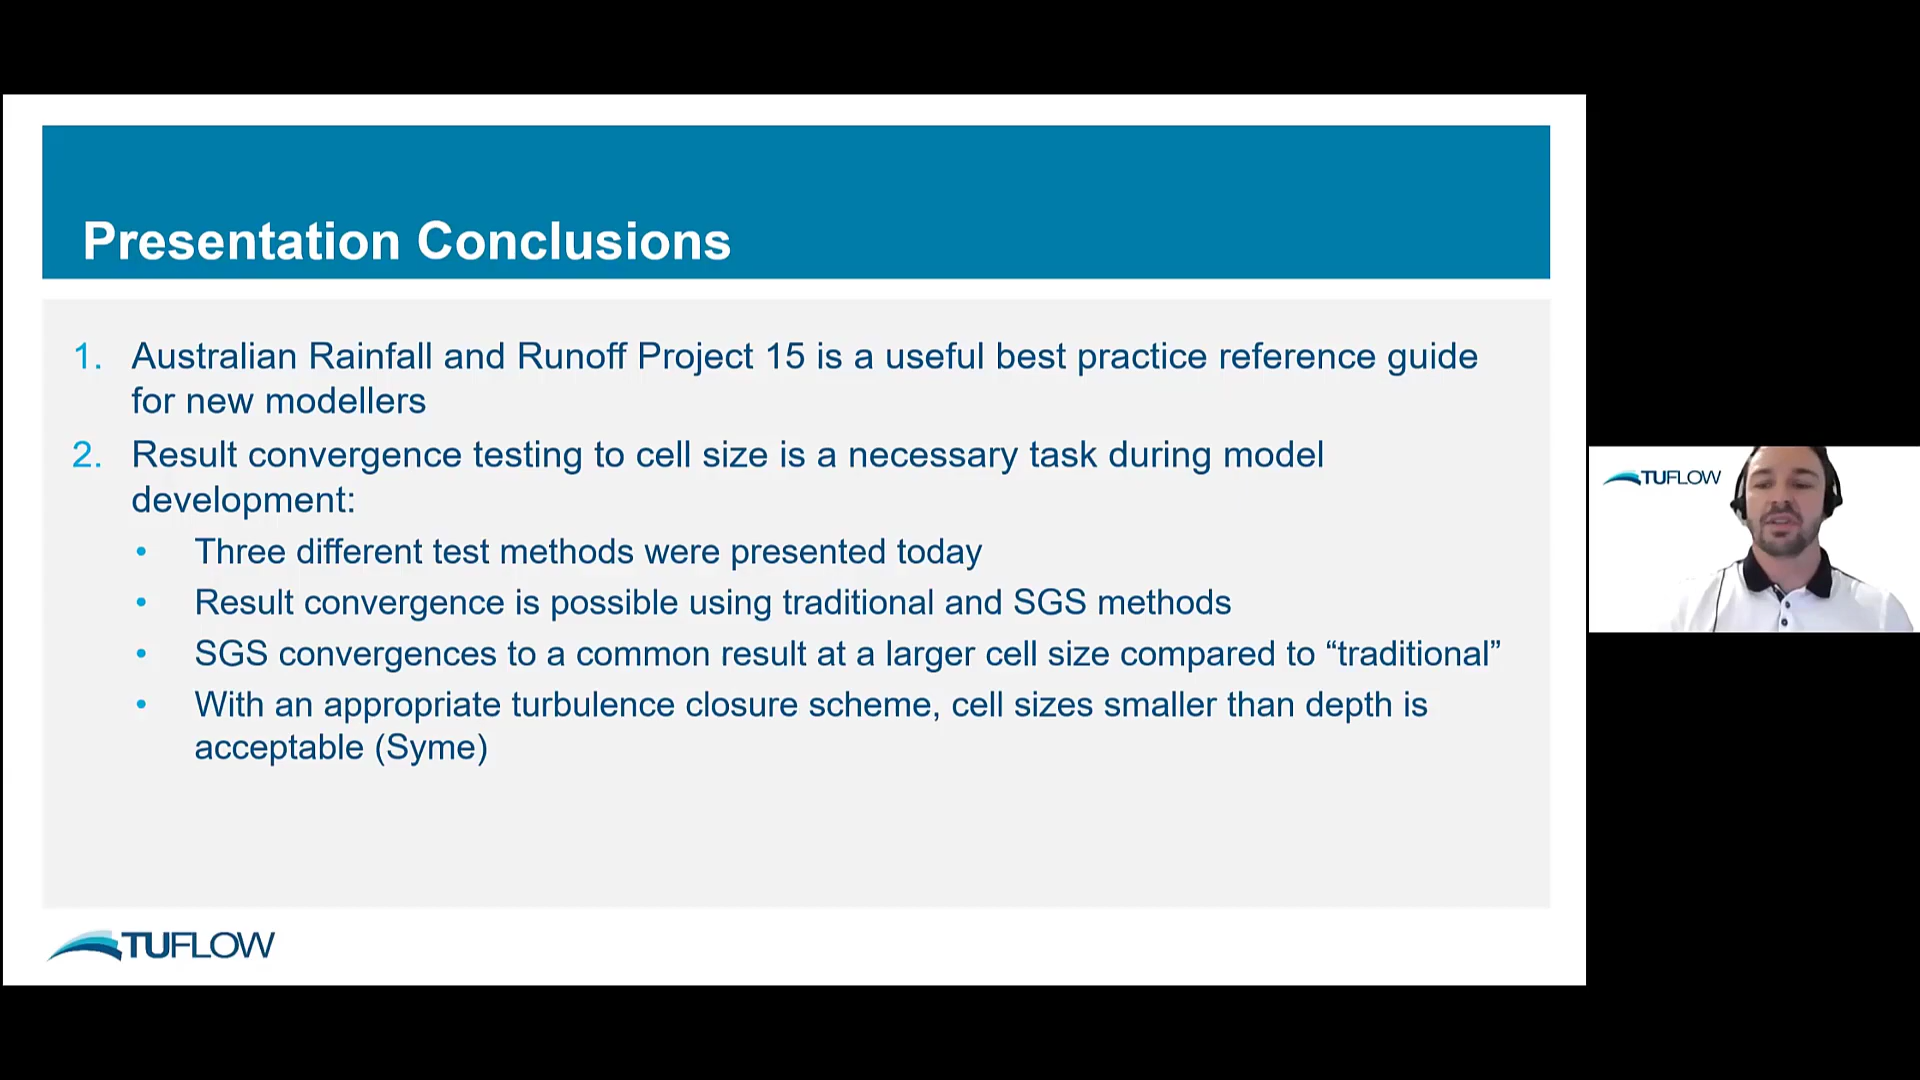 Presentation Conclusions
1. Australian Rainfall and Runoff Project 15 is a useful best practice reference guide
for new modellers
2. Result convergence testing to cell size is a necessary task during model
development:
• Three different test methods were presented today
• Result convergence is possible using traditional and SGS methods
• SGS convergences to a common result at a larger cell size compared to “traditional”
• With an appropriate turbulence closure scheme, cell sizes smaller than depth is
acceptable (Syme)
TUFLOW
TUFLOW